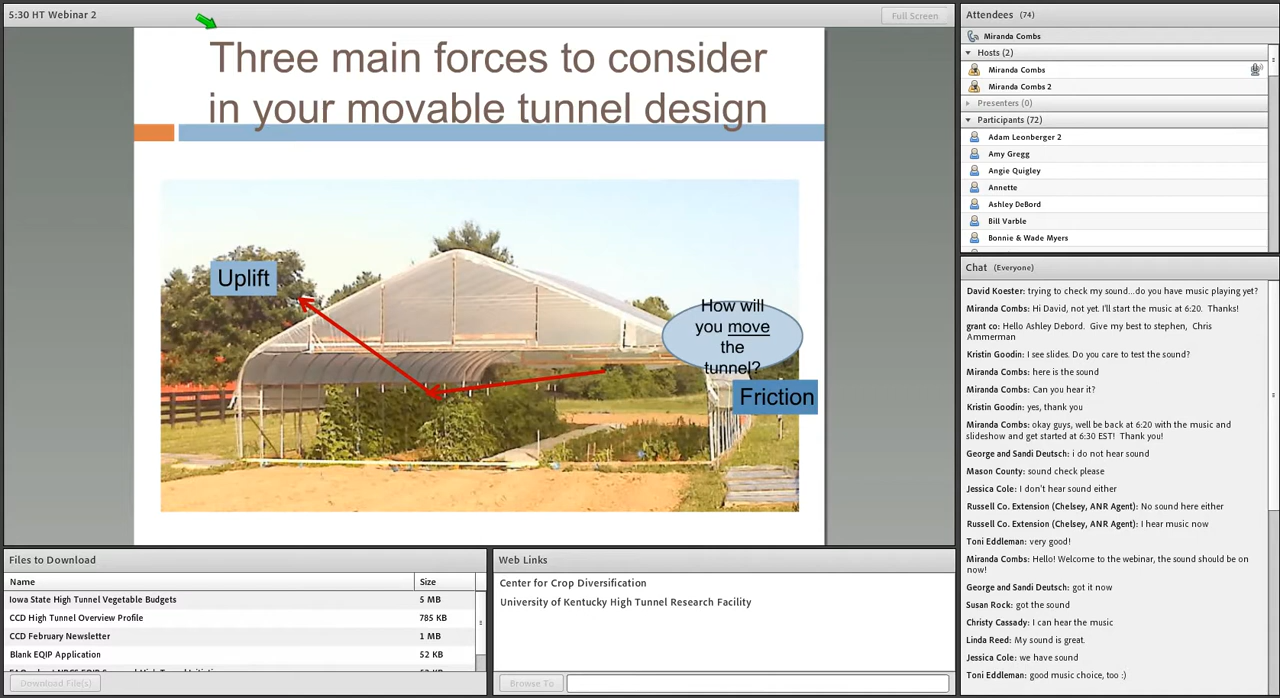 5:30 HT Webinar 2
Full Screen
Three main forces to consider
in your movable tunnel design
Uplift
How will
you move
the
tunnel?
Friction
Files to Download
Name Size
Iowa State High Tunnel Vegetable Budgets 5 MB
CCD High Tunnel Overview Profile 785 KB
CCD February Newsletter 1 MB
Blank EQIP Application 52 KB
Download File(s)
Web Links
Center for Crop Diversification
University of Kentucky High Tunnel Research Facility
Browse To
Attendees (74)
Miranda Combs
Hosts (2)
Miranda Combs
Miranda Combs 2
Presenters (0)
Participants (72)
Adam Leonberger 2
Amy Gregg
Angie Quigley
Annette
Ashley DeBord
Bill Varble
Bonnie & Wade Myers
Chat (Everyone)
David Koester: trying to check my sound...do you have music playing yet?
Miranda Combs: Hi David, not yet. I'll start the music at 6:20. Thanks!
grant co: Hello Ashley Debord. Give my best to stephen, Chris
Ammerman
Kristin Goodin: I see slides. Do you care to test the sound?
Miranda Combs: here is the sound
Miranda Combs: Can you hear it?
Kristin Goodin: yes, thank you
Miranda Combs: okay guys, well be back at 6:20 with the music and
slideshow and get started at 6:30 EST! Thank you!
George and Sandi Deutsch: i do not hear sound
Mason County: sound check please
Jessica Cole: I don't hear sound either
Russell Co. Extension (Chelsey, ANR Agent): No sound here either
Russell Co. Extension (Chelsey, ANR Agent): I hear music now
Toni Eddleman: very good!
Miranda Combs: Hello! Welcome to the webinar, the sound should be on
now!
George and Sandi Deutsch: got it now
Susan Rock: got the sound
Christy Cassady: I can hear the music
Linda Reed: My sound is great.
Jessica Cole: we have sound
Toni Eddleman: good music choice, too :)